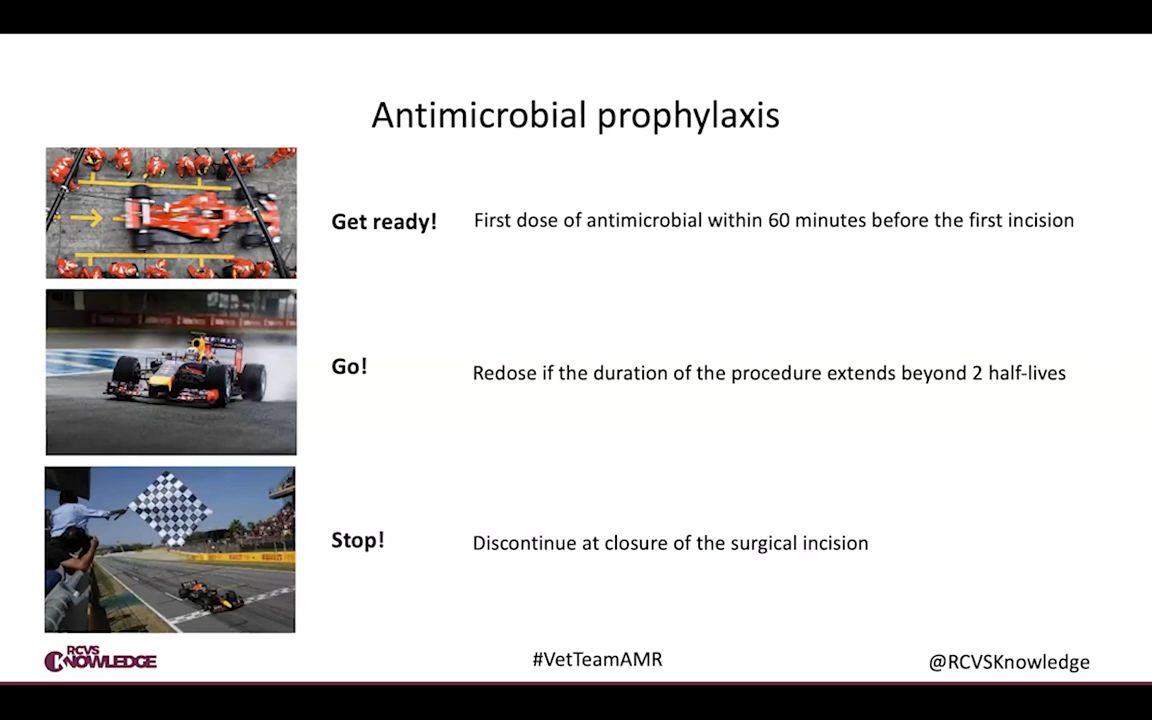 Antimicrobial prophylaxis
Get ready!
First dose of antimicrobial within 60 minutes before the first incision
Go!
Redose if the duration of the procedure extends beyond 2 half-lives
Stop!
Discontinue at closure of the surgical incision
RCVS
KNOWLEDGE
#VetTeamAMR
@RCVSKnowledge